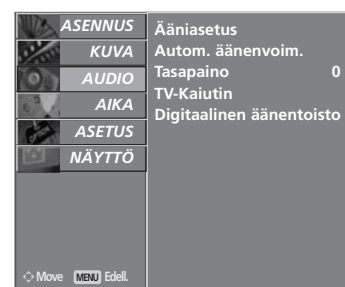 ASENNUS
KUVA
AUDIO
AIKA
ASETUS
NÄYTTÖ
Ääniasetus
Autom. äänenvoim.
Tasapaino 0
TV-Kaiutin
Digitaalinen äänentoisto
Move MENU Edell.